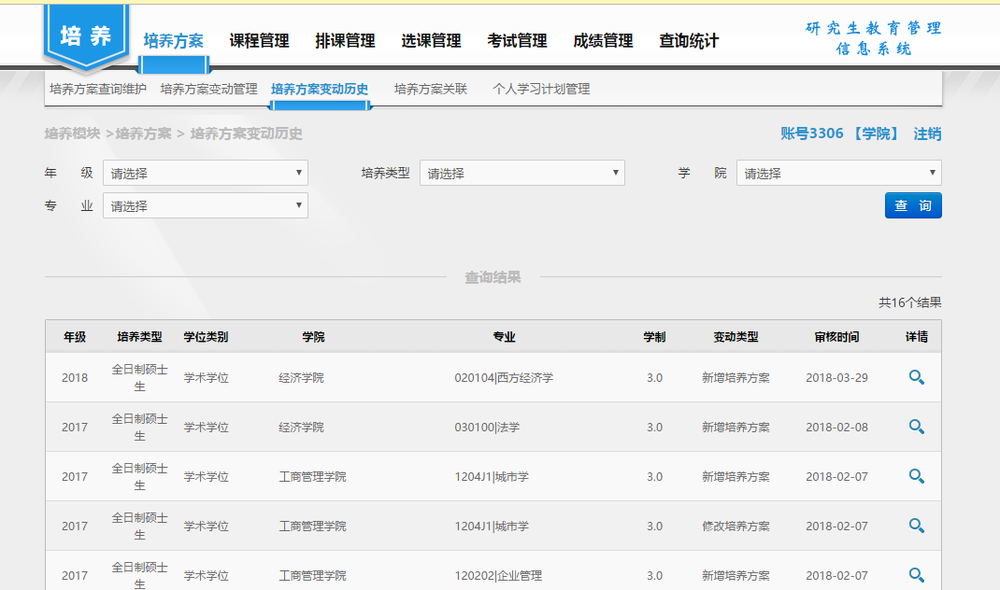 培 养
培养方案 课程管理 排课管理 选课管理 考试管理 成绩管理 查询统计
研究生教育管理
信息系统
培养方案查询维护 培养方案变动管理 培养方案变动历史 培养方案关联 个人学习计划管理
培养模块 >培养方案 > 培养方案变动历史 账号3306 【学院】 注销
年 级 请选择 培养类型 请选择 学 院 请选择
专 业 请选择 查 询
查询结果
共16个结果
年级 培养类型 学位类别 学院 专业 学制 变动类型 审核时间 详情
2018 全日制硕士生 学术学位 经济学院 020104|西方经济学 3.0 新增培养方案 2018-03-29
2017 全日制硕士生 学术学位 经济学院 030100|法学 3.0 新增培养方案 2018-02-08
2017 全日制硕士生 学术学位 工商管理学院 1204J1|城市学 3.0 新增培养方案 2018-02-07
2017 全日制硕士生 学术学位 工商管理学院 1204J1|城市学 3.0 修改培养方案 2018-02-07
2017 全日制硕士生 学术学位 工商管理学院 120202|企业管理 3.0 新增培养方案 2018-02-07